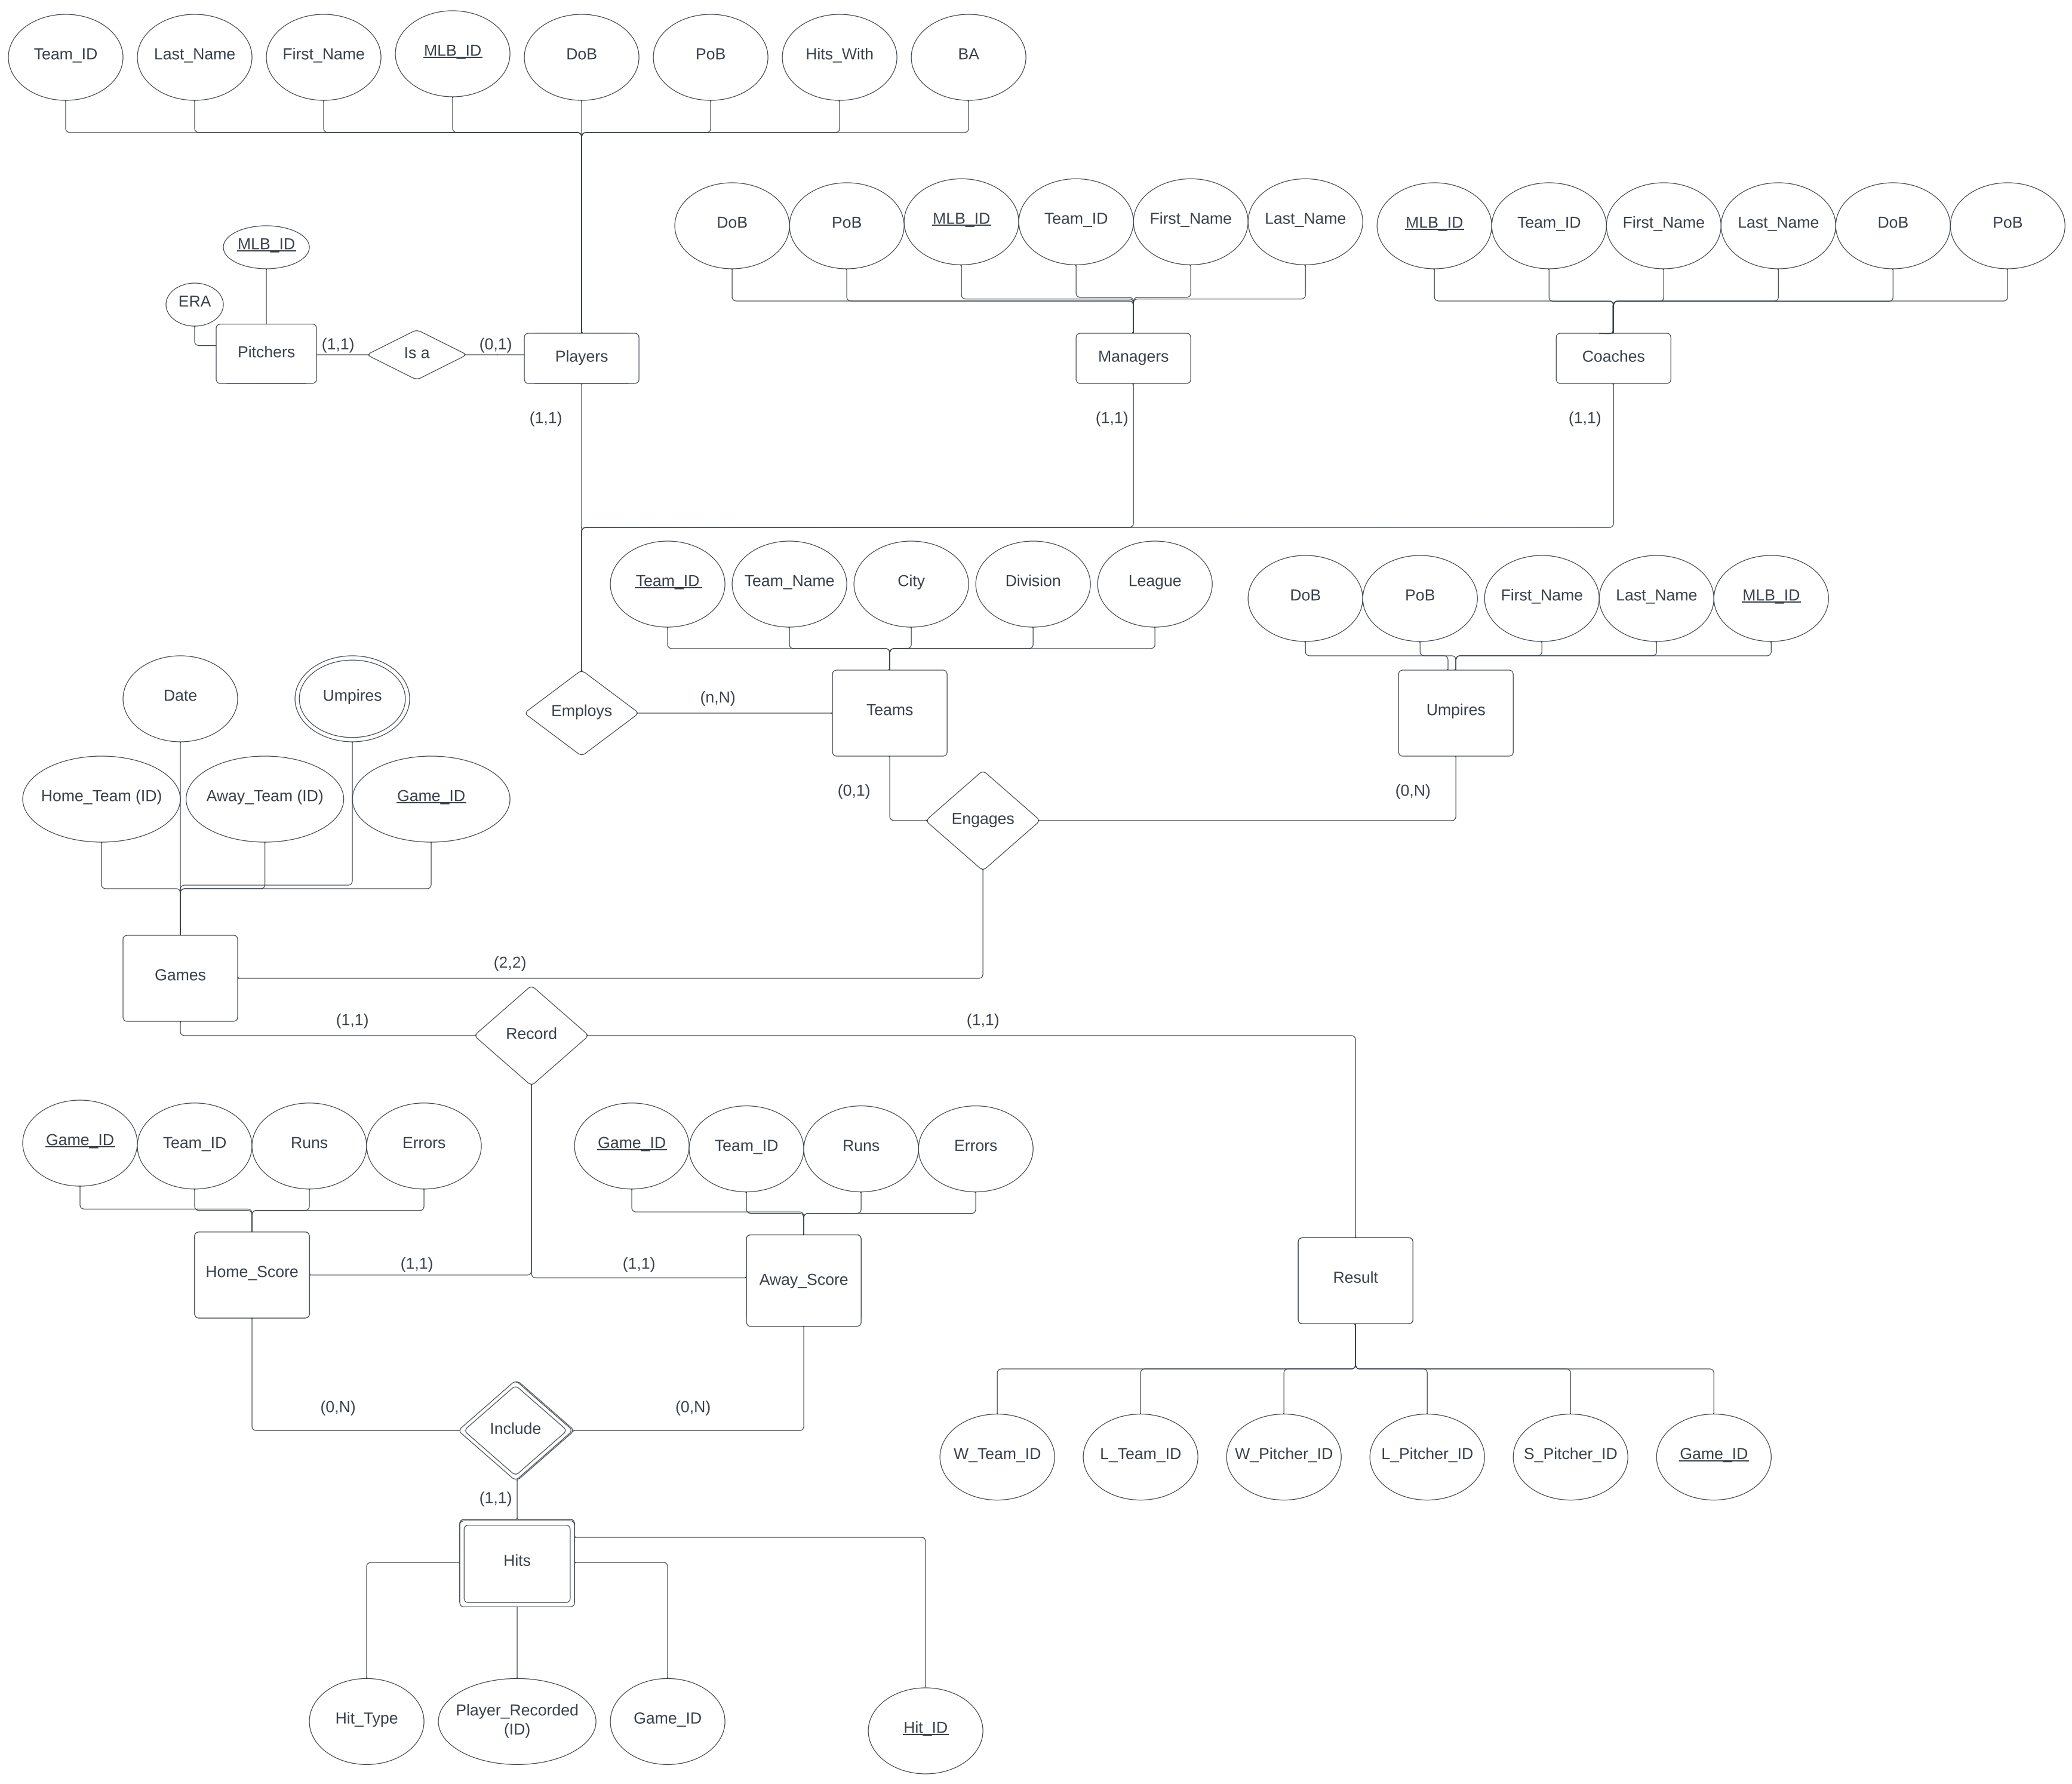 Team_ID
Last_Name
First_Name
MLB_ID
DoB
PoB
Hits_With
BA
DoB
PoB
MLB_ID
Team_ID
First_Name
Last_Name
MLB_ID
Team_ID
First_Name
Last_Name
DoB
PoB
MLB_ID
ERA
Pitchers
(1,1)
Is a
(0,1)
Players
Managers
Coaches
(1,1)
(1,1)
(1,1)
Team_ID
Team_Name
City
Division
League
DoB
PoB
First_Name
Last_Name
MLB_ID
Date
Umpires
Employs
(n,N)
Teams
Umpires
Home_Team (ID)
Away_Team (ID)
Game_ID
(0,1)
Engages
(0,N)
Games
(2,2)
(1,1)
Record
(1,1)
Game_ID
Team_ID
Runs
Errors
Game_ID
Team_ID
Runs
Errors
Home_Score
(1,1)
(1,1)
Away_Score
Result
(0,N)
Include
(0,N)
W_Team_ID
L_Team_ID
W_Pitcher_ID
L_Pitcher_ID
S_Pitcher_ID
Game_ID
(1,1)
Hits
Hit_Type
Player_Recorded
(ID)
Game_ID
Hit_ID